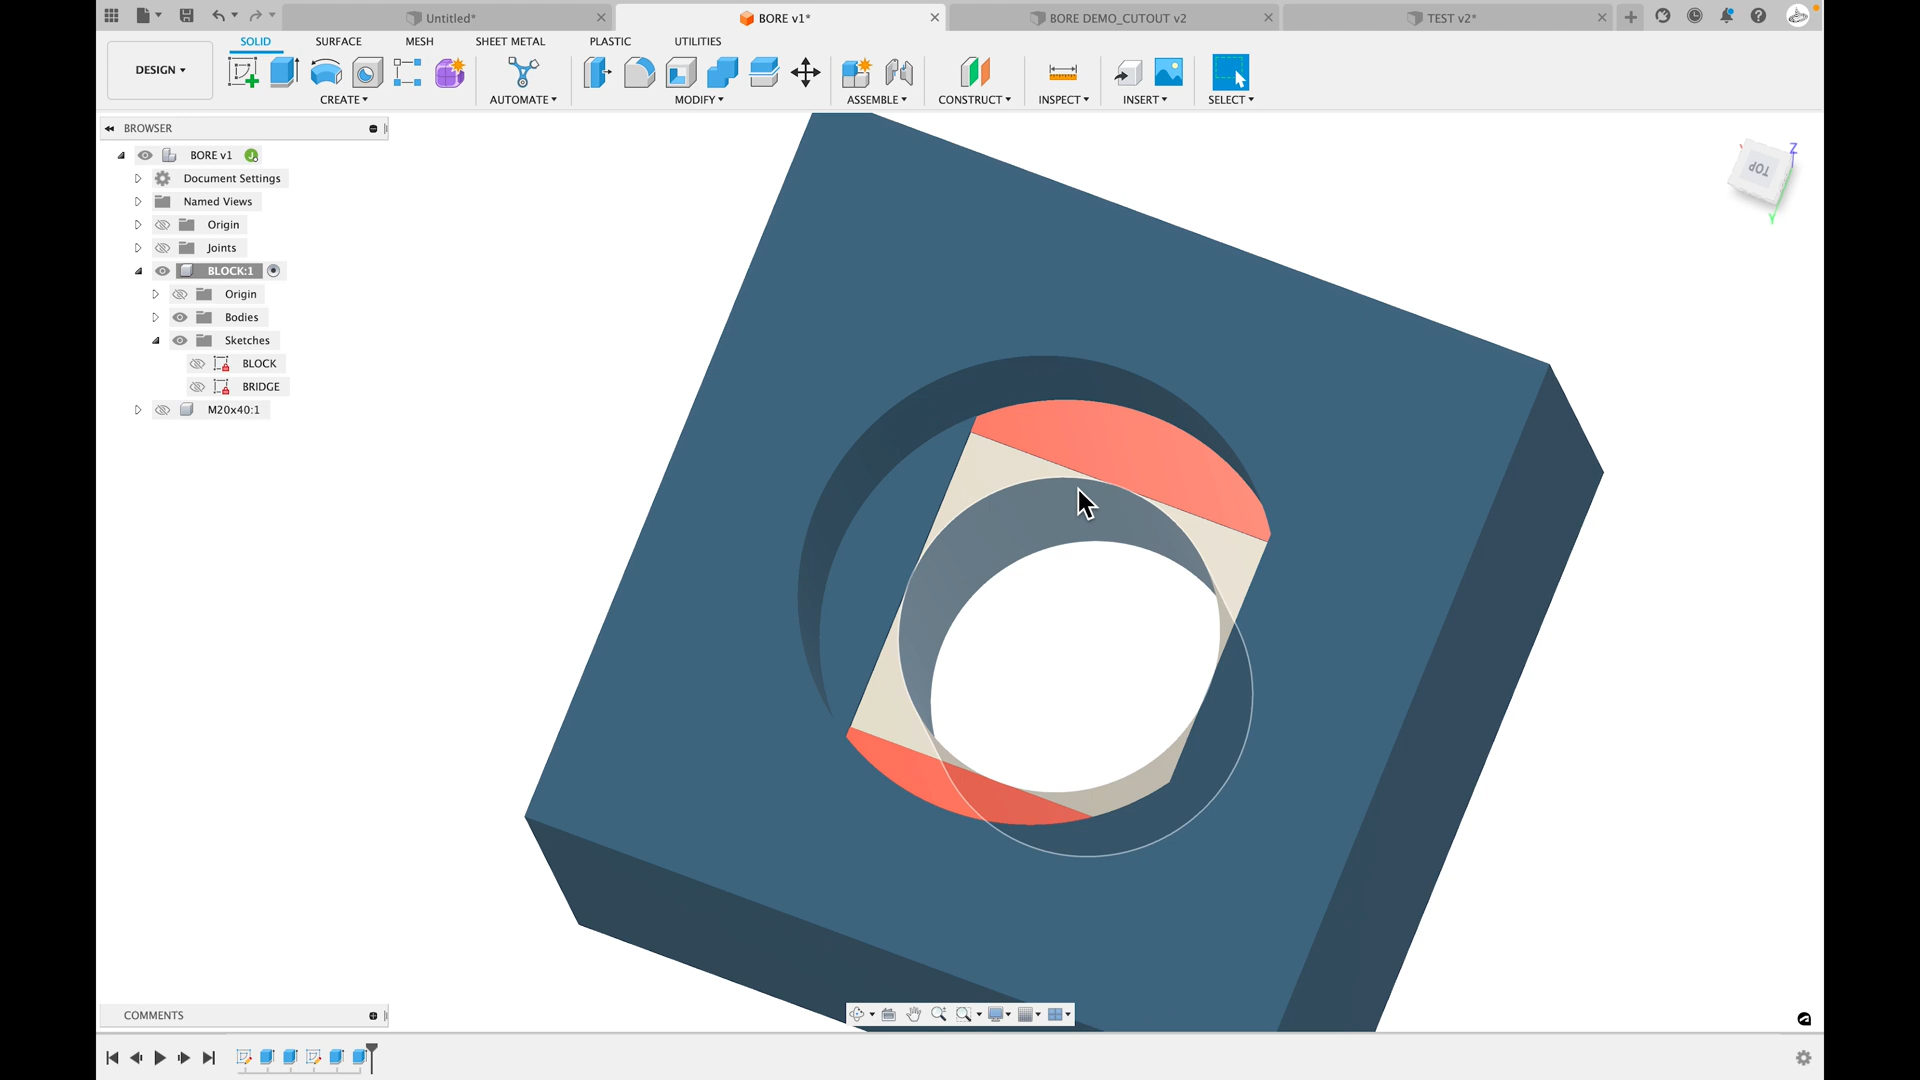 Untitled*
BORE v1*
BORE DEMO_CUTOUT v2
TEST v2*
DESIGN
SOLID
SURFACE
MESH
SHEET METAL
PLASTIC
UTILITIES
CREATE
AUTOMATE
MODIFY
ASSEMBLE
CONSTRUCT
INSPECT
INSERT
SELECT
BROWSER
BORE v1
Document Settings
Named Views
Origin
Joints
BLOCK:1
Origin
Bodies
Sketches
BLOCK
BRIDGE
M20x40:1
Z
TOP
Y
COMMENTS